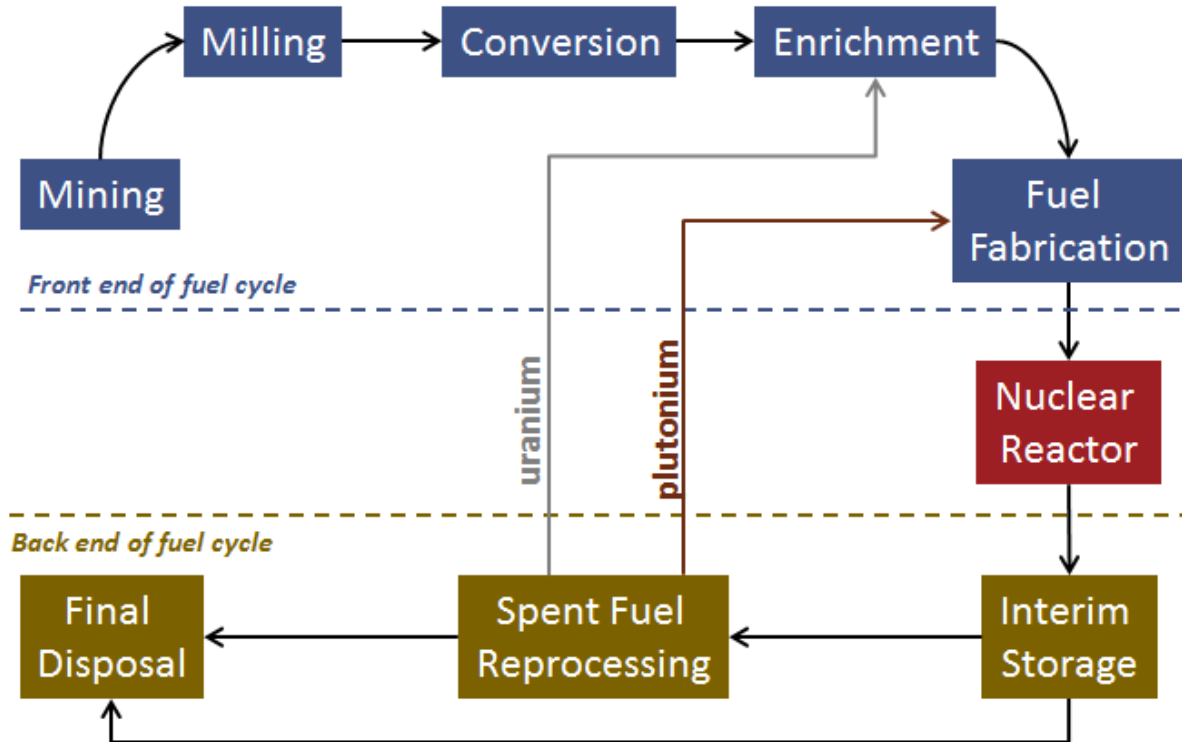 Milling
Conversion
Enrichment
Mining
Fuel
Fabrication
Front end of fuel cycle
uranium
plutonium
Nuclear
Reactor
Back end of fuel cycle
Final
Disposal
Spent Fuel
Reprocessing
Interim
Storage